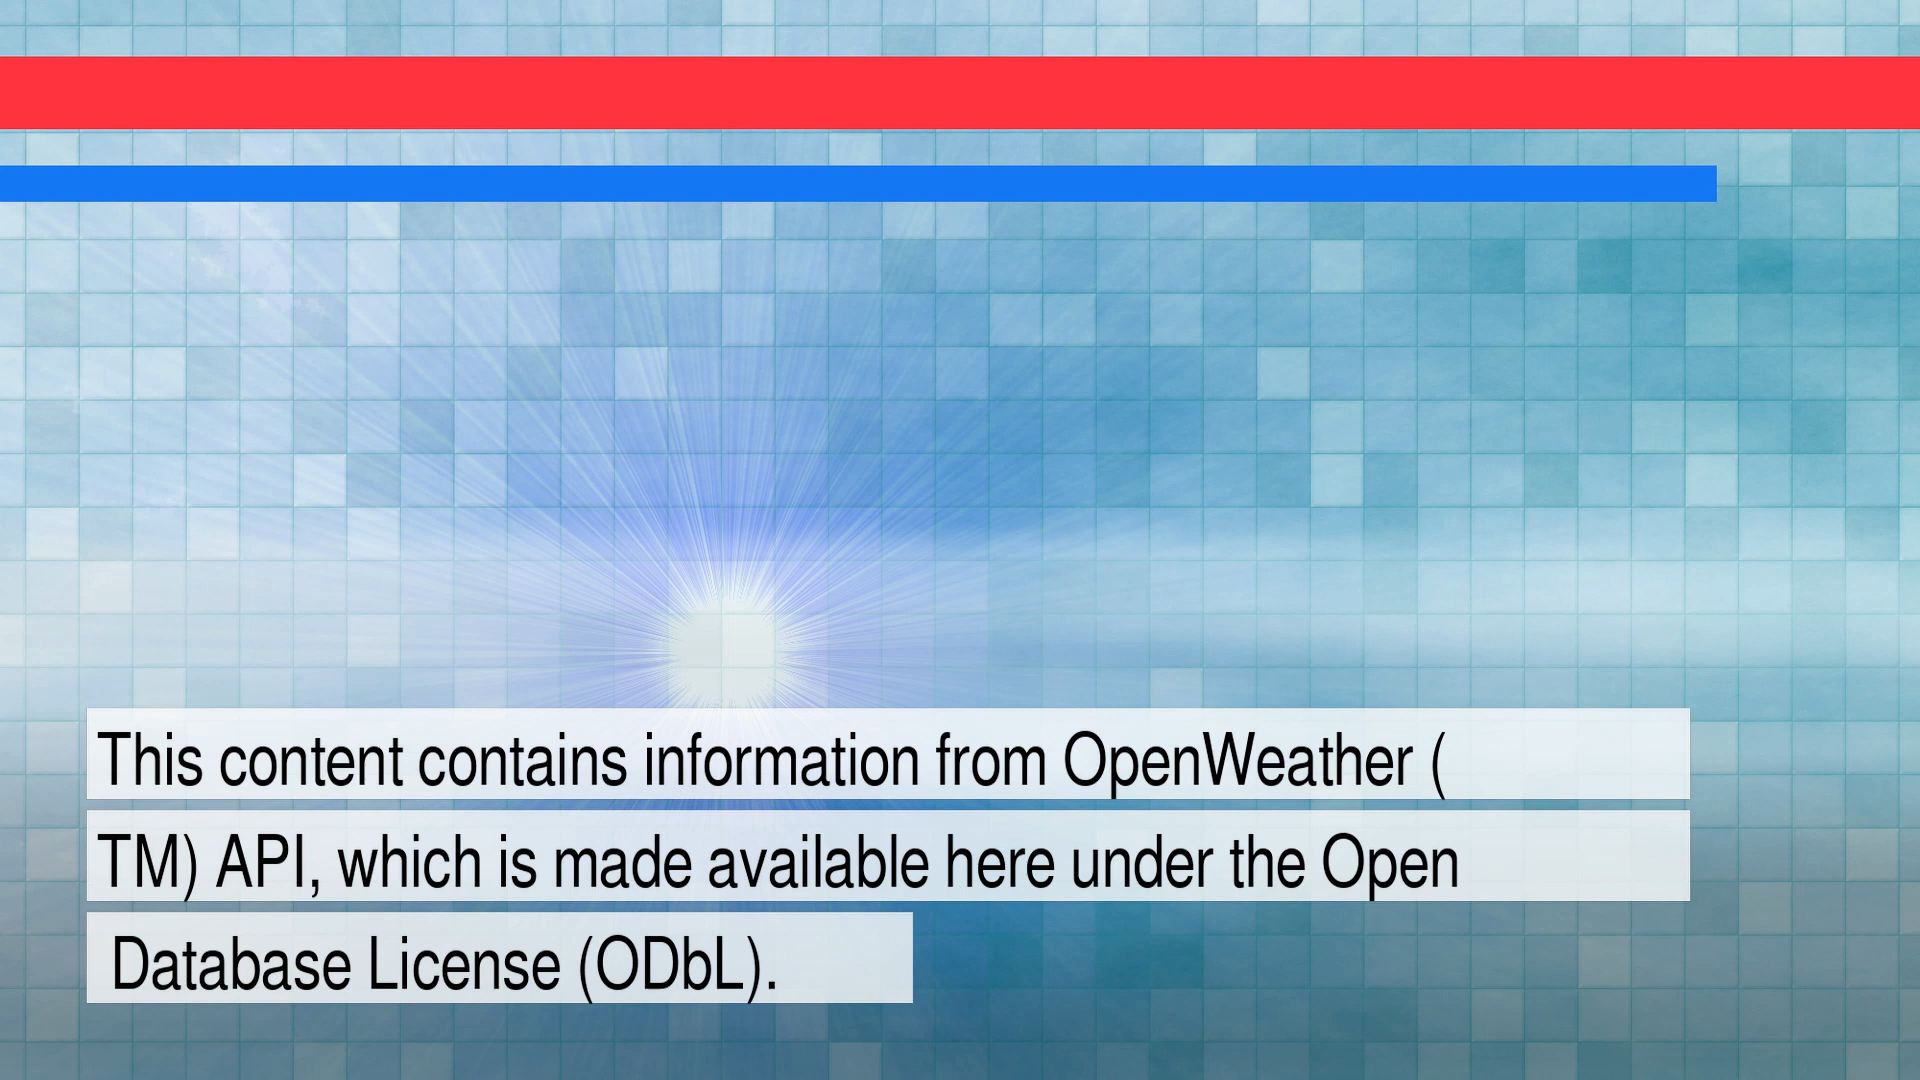 This content contains information from OpenWeather (
TM) API, which is made available here under the Open
Database License (ODbL).